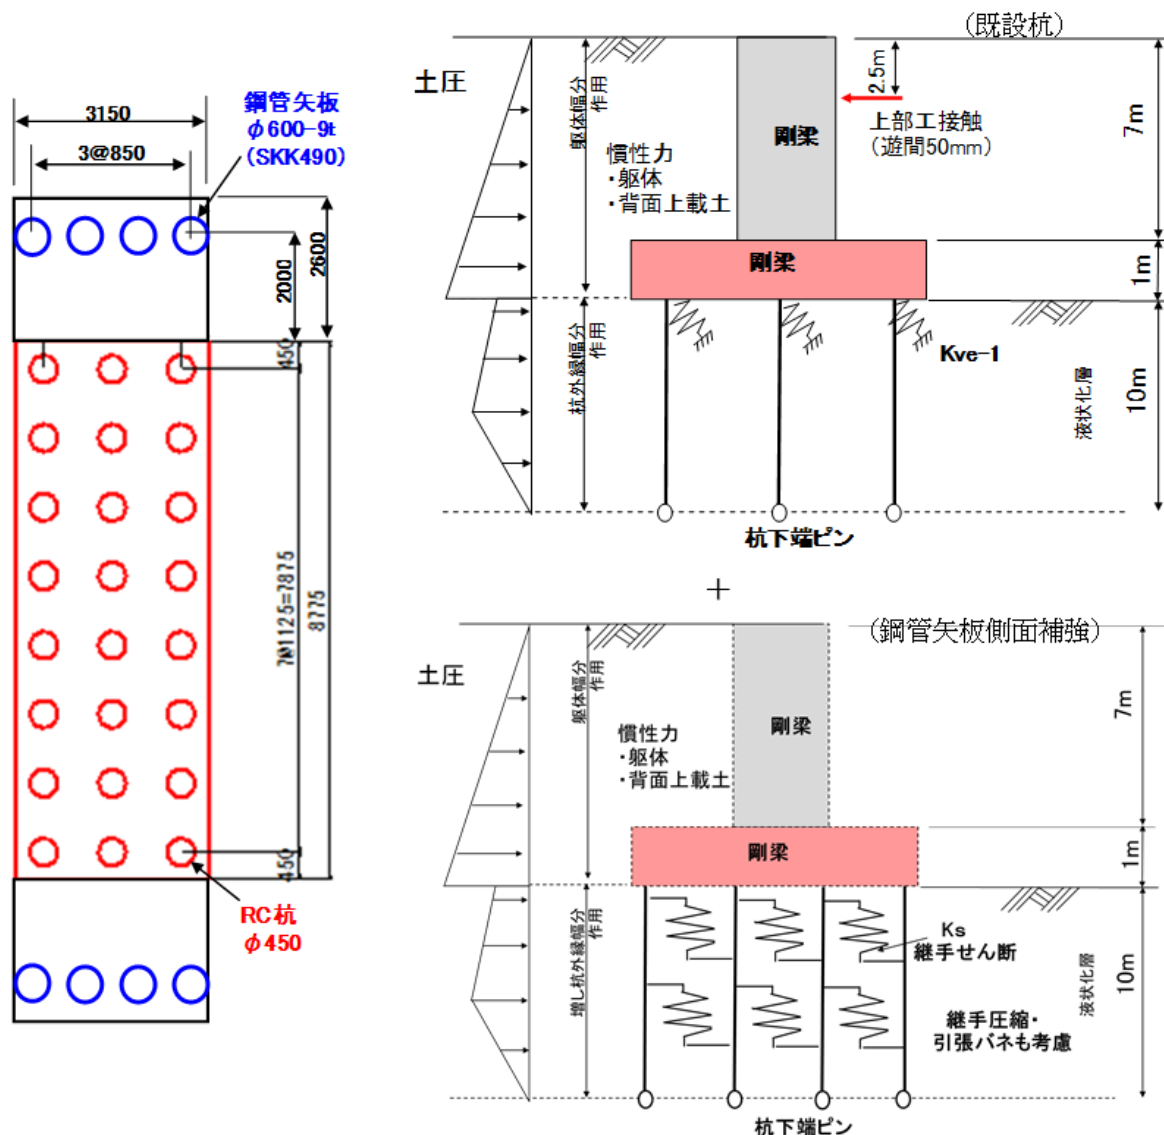 3150
3@850
鋼管矢板
φ600-9t
(SKK490)
2000
2600
450
7@1125=7875
8775
450
RC杭
φ450
(既設杭)
土圧
躯体幅分
作用
慣性力
・躯体
・背面上載土
剛梁
2.5m
上部工接触
(遊間50mm)
7m
剛梁
1m
杭外縁幅分
作用
Kve-1
液状化層
10m
杭下端ピン
+
(鋼管矢板側面補強)
土圧
躯体幅分
作用
慣性力
・躯体
・背面上載土
剛梁
7m
剛梁
1m
増し杭外縁幅分
作用
Ks
継手せん断
継手圧縮・
引張バネも考慮
液状化層
10m
杭下端ピン